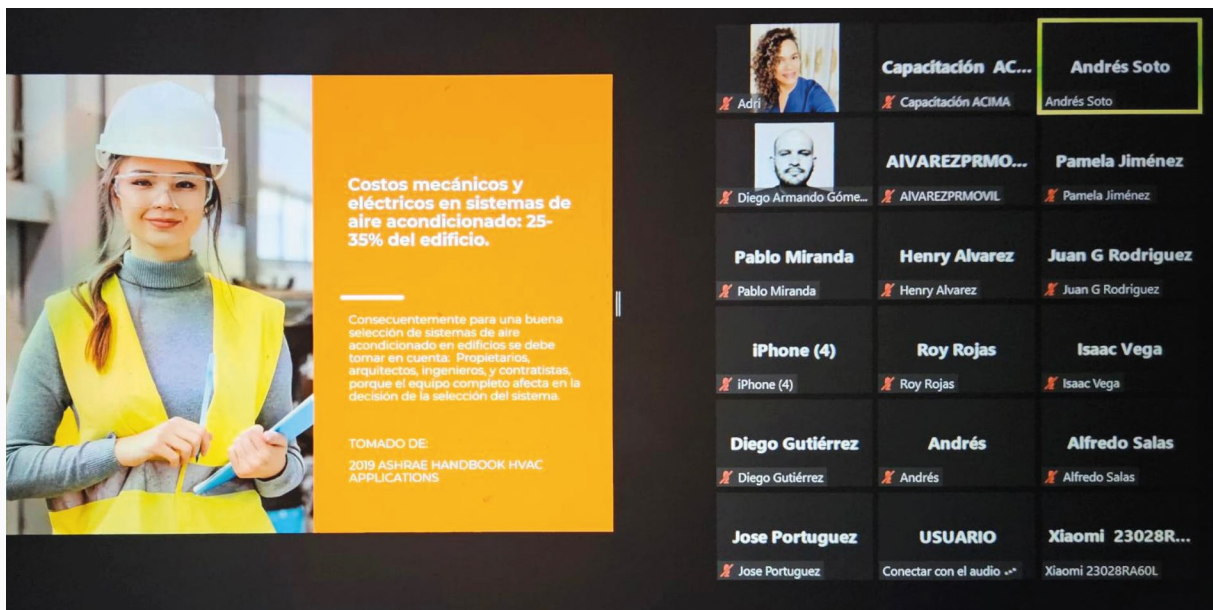 Costos mecánicos y
eléctricos en sistemas de
aire acondicionado: 25-
35% del edificio.
Consecuentemente para una buena
selección de sistemas de aire
acondicionado en edificios se debe
tomar en cuenta: Propietarios,
arquitectos, ingenieros, y contratistas,
porque el equipo completo afecta en la
decisión de la selección del sistema.
TOMADO DE:
2019 ASHRAE HANDBOOK HVAC
APPLICATIONS
Adri
Capacitación AC...
Capacitación ACIMA
Andrés Soto
Andrés Soto
Diego Armando Góme...
AlVAREZPRMO...
AlVAREZPRMOVIL
Pamela Jiménez
Pamela Jiménez
Pablo Miranda
Pablo Miranda
Henry Alvarez
Henry Alvarez
Juan G Rodriguez
Juan G Rodriguez
iPhone (4)
iPhone (4)
Roy Rojas
Roy Rojas
Isaac Vega
Isaac Vega
Diego Gutiérrez
Diego Gutiérrez
Andrés
Andrés
Alfredo Salas
Alfredo Salas
Jose Portuguez
Jose Portuguez
USUARIO
Conectar con el audio
Xiaomi 23028R...
Xiaomi 23028RA60L